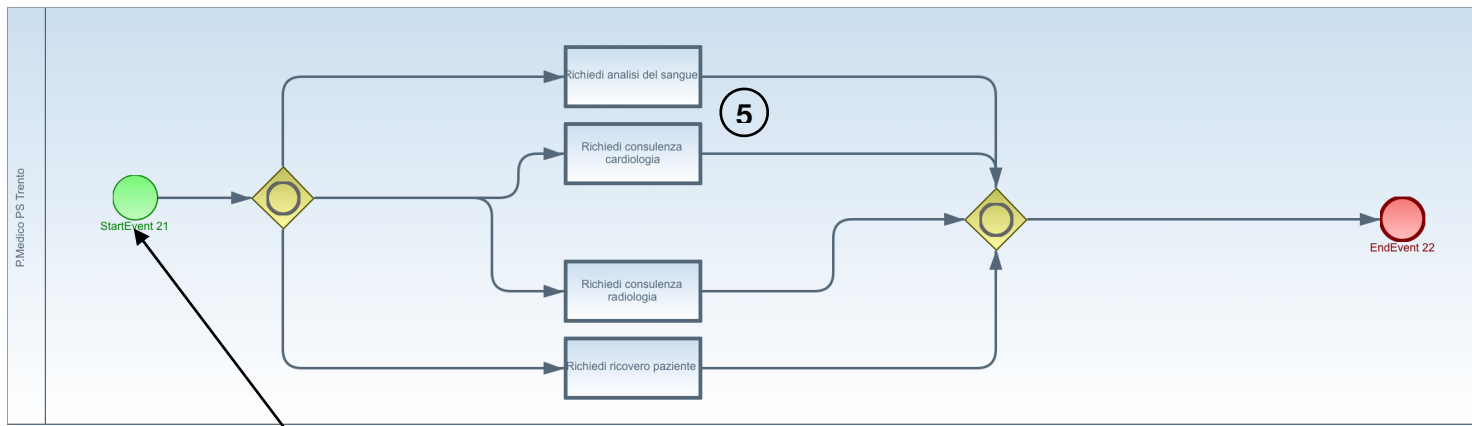 P.Medico PS Trento
StartEvent 21
Richiedi analisi del sangue
5
Richiedi consulenza
cardiologia
Richiedi consulenza
radiologia
Richiedi ricovero paziente
EndEvent 22